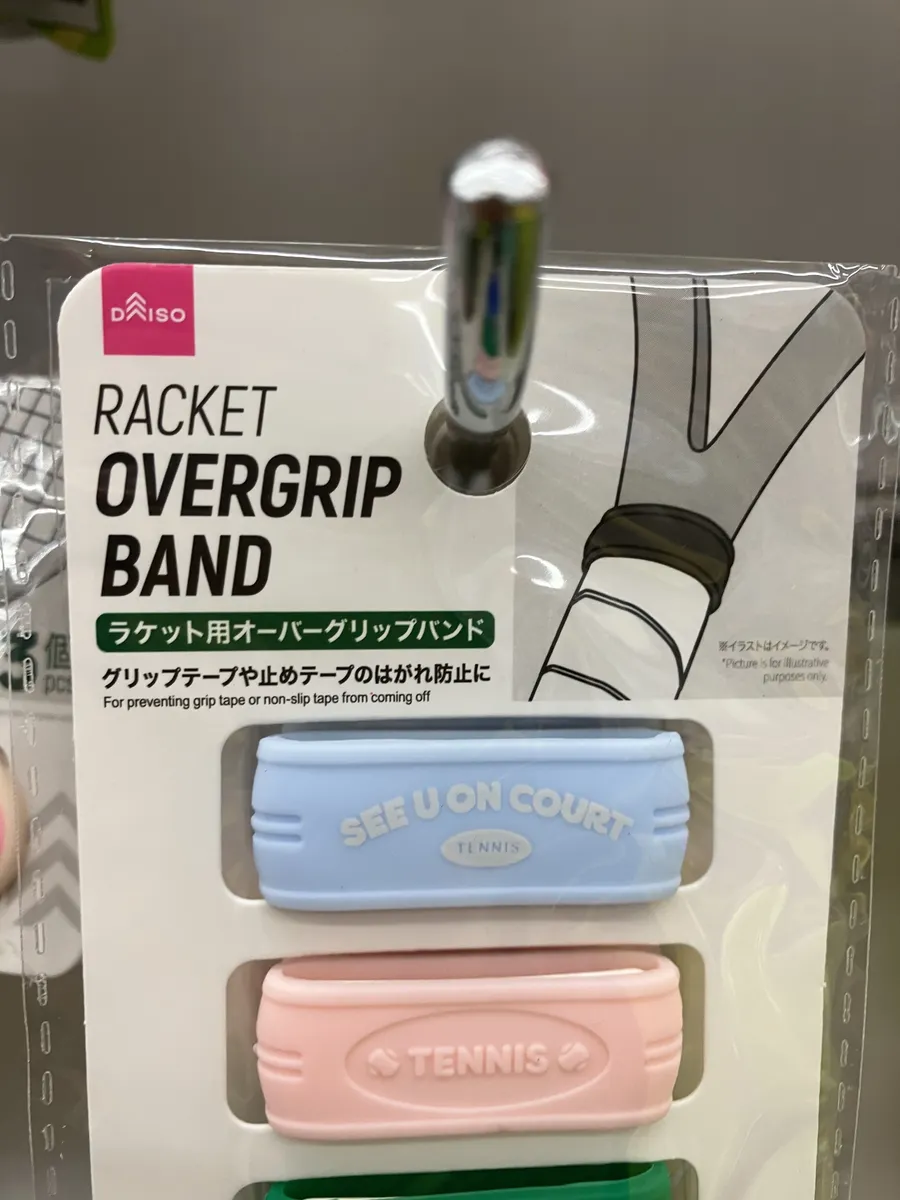 DAISO
RACKET
OVERGRIP
BAND
ラケット用オーバーグリップバンド
グリップテープや止めテープのはがれ防止に
For preventing grip tape or non-slip tape from coming off
※イラストはイメージです。
*Picture is for illustrative
purposes only.
SEE U ON COURT
TENNIS
TENNIS
個
pcs